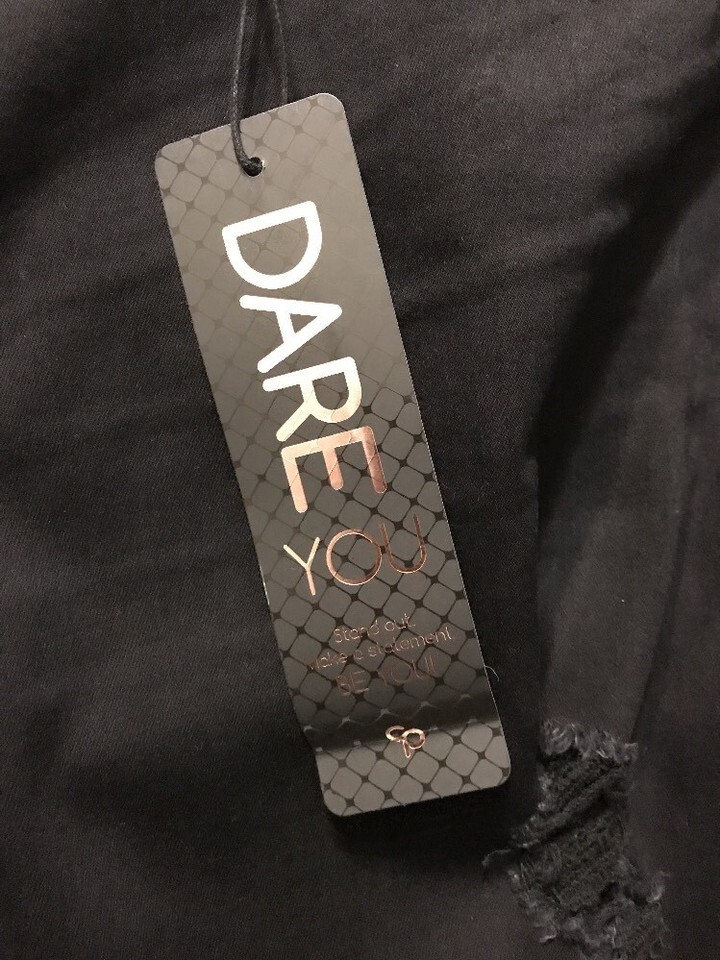 DARE
YOU
Stand out.
Make a statement.
BE YOU!